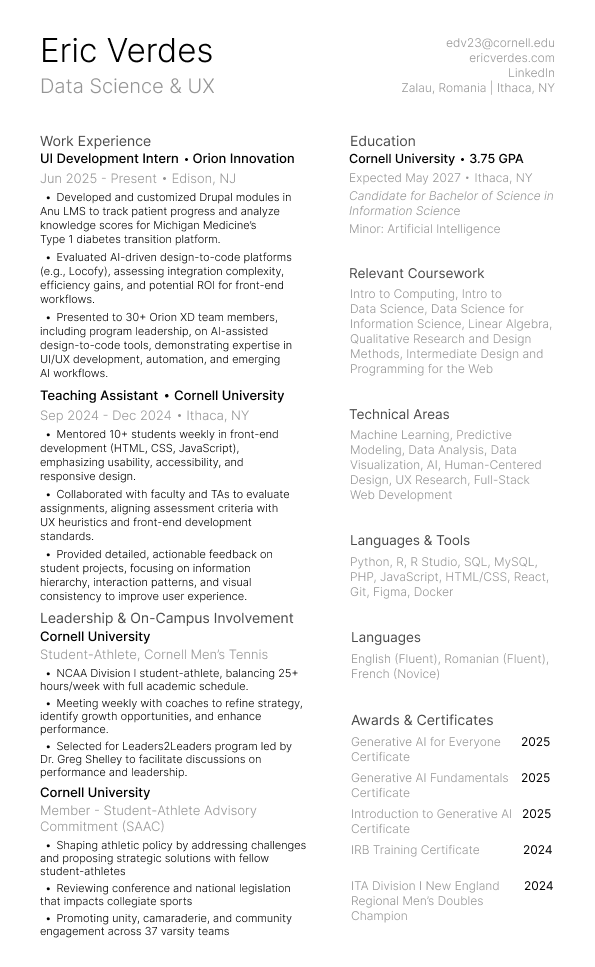 Eric Verdes
Data Science & UX
edv23@cornell.edu
ericverdes.com
LinkedIn
Zalau, Romania | Ithaca, NY
Work Experience
UI Development Intern • Orion Innovation
Jun 2025 - Present • Edison, NJ
• Developed and customized Drupal modules in
Anu LMS to track patient progress and analyze
knowledge scores for Michigan Medicine's
Type 1 diabetes transition platform.
• Evaluated AI-driven design-to-code platforms
(e.g., Locofy), assessing integration complexity,
efficiency gains, and potential ROI for front-end
workflows.
• Presented to 30+ Orion XD team members,
including program leadership, on AI-assisted
design-to-code tools, demonstrating expertise in
UI/UX development, automation, and emerging
AI workflows.
Teaching Assistant • Cornell University
Sep 2024 - Dec 2024 • Ithaca, NY
• Mentored 10+ students weekly in front-end
development (HTML, CSS, JavaScript),
emphasizing usability, accessibility, and
responsive design.
• Collaborated with faculty and TAs to evaluate
assignments, aligning assessment criteria with
UX heuristics and front-end development
standards.
• Provided detailed, actionable feedback on
student projects, focusing on information
hierarchy, interaction patterns, and visual
consistency to improve user experience.
Leadership & On-Campus Involvement
Cornell University
Student-Athlete, Cornell Men's Tennis
• NCAA Division I student-athlete, balancing 25+
hours/week with full academic schedule.
• Meeting weekly with coaches to refine strategy,
identify growth opportunities, and enhance
performance.
• Selected for Leaders2Leaders program led by
Dr. Greg Shelley to facilitate discussions on
performance and leadership.
Cornell University
Member - Student-Athlete Advisory
Commitment (SAAC)
• Shaping athletic policy by addressing challenges
and proposing strategic solutions with fellow
student-athletes
• Reviewing conference and national legislation
that impacts collegiate sports
• Promoting unity, camaraderie, and community
engagement across 37 varsity teams
Education
Cornell University • 3.75 GPA
Expected May 2027 • Ithaca, NY
Candidate for Bachelor of Science in
Information Science
Minor: Artificial Intelligence
Relevant Coursework
Intro to Computing, Intro to
Data Science, Data Science for
Information Science, Linear Algebra,
Qualitative Research and Design
Methods, Intermediate Design and
Programming for the Web
Technical Areas
Machine Learning, Predictive
Modeling, Data Analysis, Data
Visualization, AI, Human-Centered
Design, UX Research, Full-Stack
Web Development
Languages & Tools
Python, R, R Studio, SQL, MySQL,
PHP, JavaScript, HTML/CSS, React,
Git, Figma, Docker
Languages
English (Fluent), Romanian (Fluent),
French (Novice)
Awards & Certificates
Generative AI for Everyone 2025
Certificate
Generative AI Fundamentals 2025
Certificate
Introduction to Generative AI 2025
Certificate
IRB Training Certificate 2024
ITA Division I New England 2024
Regional Men's Doubles
Champion